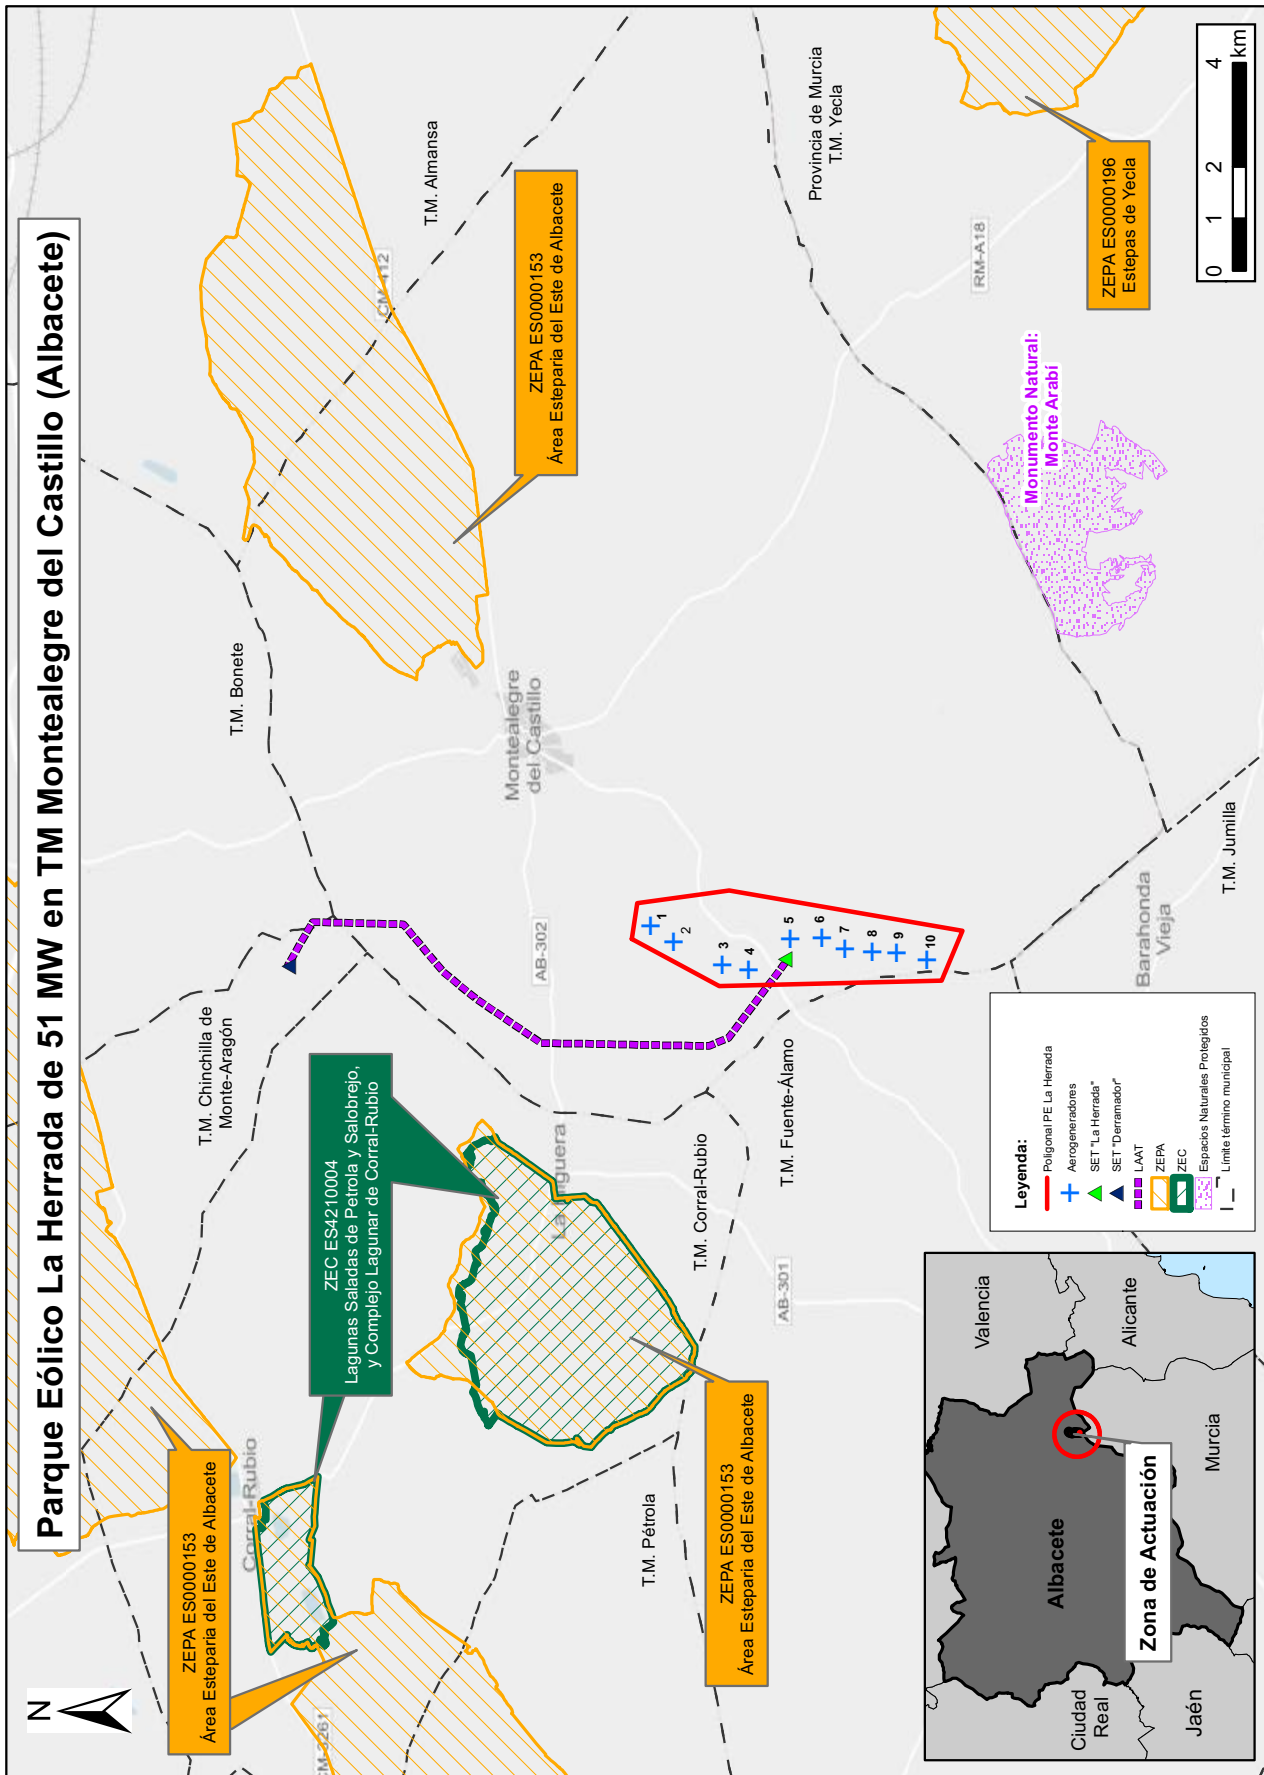 Parque Eólico La Herrada de 51 MW en TM Montealegre del Castillo (Albacete)
N
ZEPA ES0000153
Área Esteparia del Este de Albacete
Corral-Rubio
CM-3261
T.M. Chinchilla de
Monte-Aragón
ZEC ES4210004
Lagunas Saladas de Petrola y Salobrejo,
y Complejo Lagunar de Corral-Rubio
T.M. Bonete
T.M. Almansa
CM-412
ZEPA ES0000153
Área Esteparia del Este de Albacete
Montealegre
del Castillo
AB-302
La Higuera
T.M. Pétrola
ZEPA ES0000153
Área Esteparia del Este de Albacete
T.M. Corral-Rubio
AB-301
T.M. Fuente-Álamo
1
2
3
4
5
6
7
8
9
10
Provincia de Murcia
T.M. Yecla
RM-A18
ZEPA ES0000196
Estepas de Yecla
Monumento Natural:
Monte Arabí
Barahonda
Vieja
T.M. Jumilla
0 1 2 4
km
Leyenda:
Poligonal PE La Herrada
Aerogeneradores
SET "La Herrada"
SET "Derramador"
LAAT
ZEPA
ZEC
Espacios Naturales Protegidos
Límite término municipal
Valencia
Alicante
Albacete
Murcia
Ciudad
Real
Jaén
Zona de Actuación